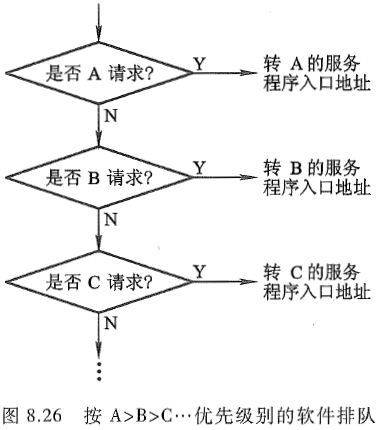 是否 A 请求?
Y
转 A 的服务
程序入口地址
N
是否 B 请求?
Y
转 B 的服务
程序入口地址
N
是否 C 请求?
Y
转 C 的服务
程序入口地址
N
图 8.26 按 A>B>C…优先级别的软件排队